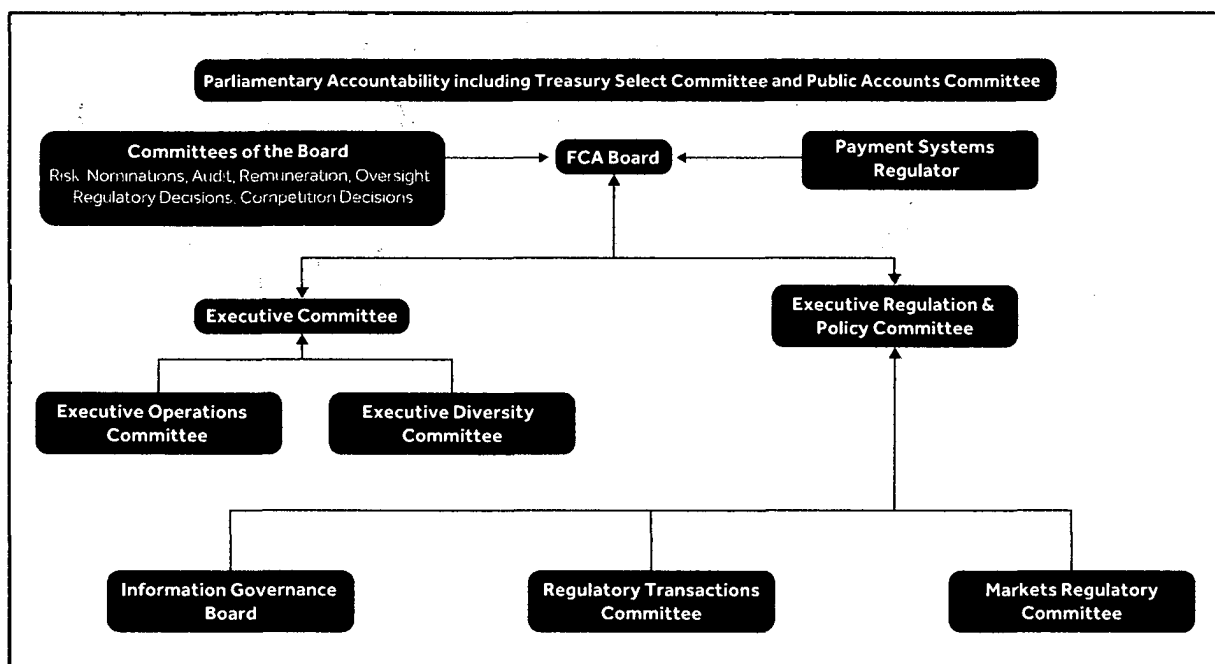 Parliamentary Accountability including Treasury Select Committee and Public Accounts Committee
Committees of the Board
Risk Nominations, Audit, Remuneration, Oversight
Regulatory Decisions, Competition Decisions
FCA Board
Payment Systems
Regulator
Executive Committee
Executive Regulation &
Policy Committee
Executive Operations
Committee
Executive Diversity
Committee
Information Governance
Board
Regulatory Transactions
Committee
Markets Regulatory
Committee